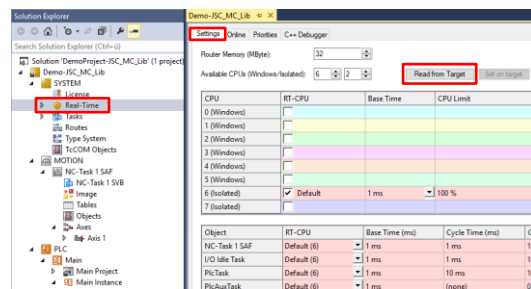 Solution Explorer
Search Solution Explorer (Ctrl+ü)
Solution 'DemoProject-JSC_MC_Lib' (1 project)
Demo-JSC_MC_Lib
SYSTEM
License
Real-Time
Tasks
Routes
Type System
TcCOM Objects
MOTION
NC-Task 1 SAF
NC-Task 1 SVB
Image
Tables
Objects
Axes
Axis 1
PLC
Main
Main Project
Main Instance
Demo-JSC_MC_Lib
Settings Online Priorities C++ Debugger
Router Memory (MByte): 32
Available CPUs (Windows/Isolated): 6 2 Read from Target Set on target
CPU RT-CPU Base Time CPU Limit
0 (Windows)
1 (Windows)
2 (Windows)
3 (Windows)
4 (Windows)
5 (Windows)
6 (Isolated) Default 1 ms 100 %
7 (Isolated)
Object RT-CPU Base Time (ms) Cycle Time (ms)
NC-Task 1 SAF Default (6) 1 ms 1 ms
I/O Idle Task Default (6) 1 ms 1 ms
PlcTask Default (6) 1 ms 10 ms
PlcAuxTask Default (6) 1 ms (none)